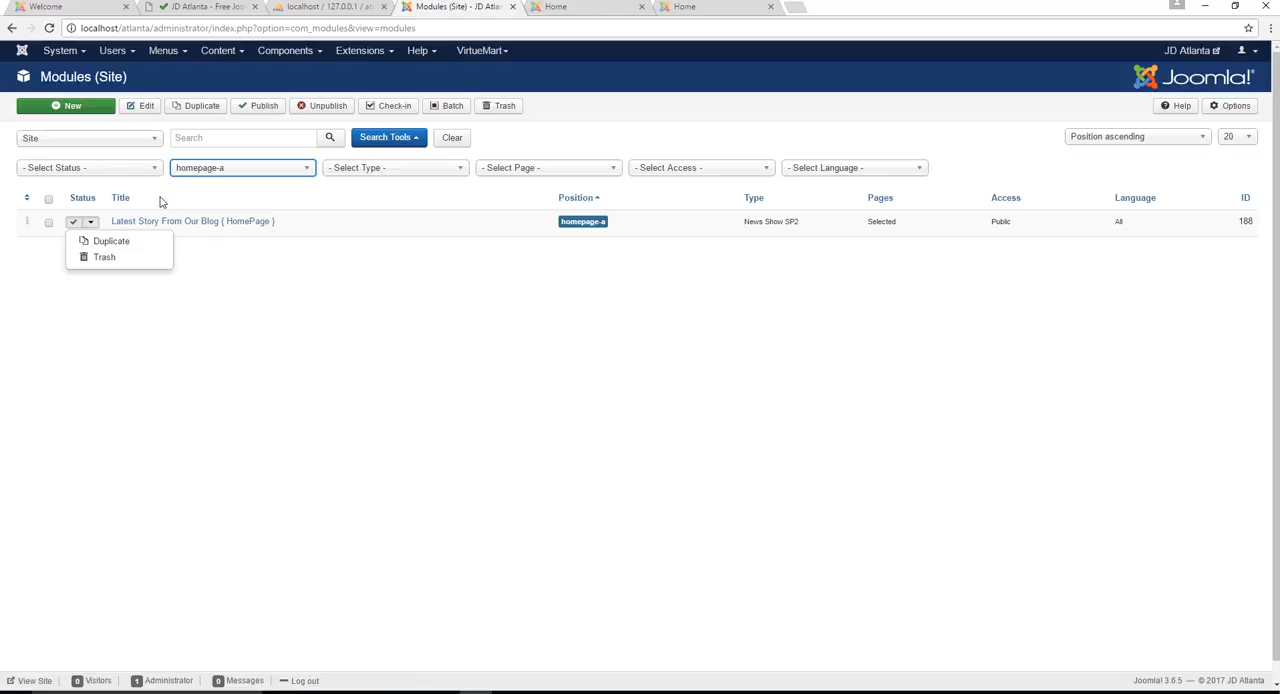 Welcome JD Atlanta - Free Joo localhost / 127.0.0.1 / atl Modules (Site) - JD Atlan Home Home
localhost/atlanta/administrator/index.php?option=com_modules&view=modules
System Users Menus Content Components Extensions Help VirtueMart JD Atlanta
Modules (Site) Joomla!®
New Edit Duplicate Publish Unpublish Check-in Batch Trash Help Options
Site Search Search Tools Clear Position ascending 20
- Select Status - homepage-a - Select Type - - Select Page - - Select Access - - Select Language -
Status Title Position Type Pages Access Language ID
Latest Story From Our Blog { HomePage } homepage-a News Show SP2 Selected Public All 188
Duplicate
Trash
View Site 0 Visitors 1 Administrator 0 Messages Log out Joomla! 3.6.5 — © 2017 JD Atlanta